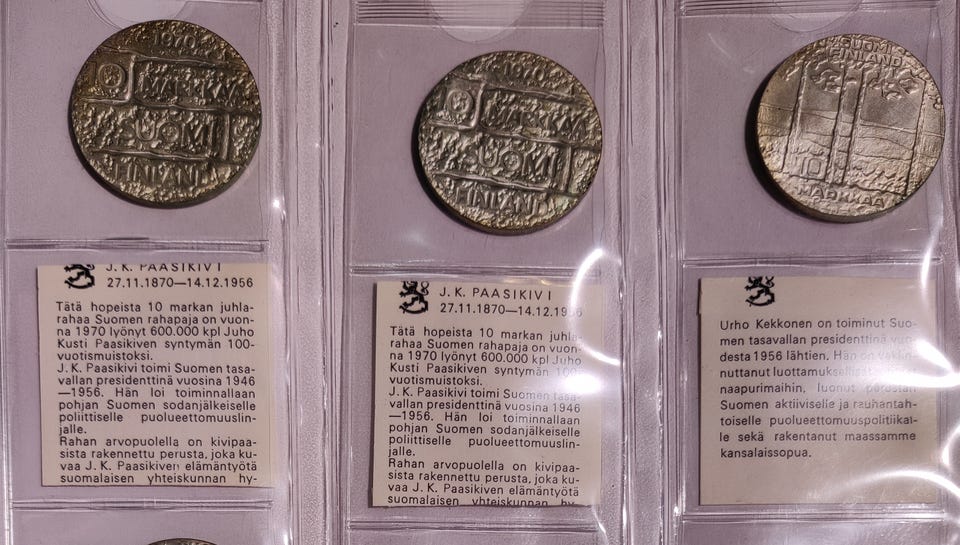 1970
MARKKAA
SUOMI
FINLAND
1970
MARKKAA
SUOMI
FINLAND
SUOMI
FINLAND
10
MARKKAA
J. K. PAASIKIVI
27.11.1870—14.12.1956
Tätä hopeista 10 markan juhla-
rahaa Suomen rahapaja on vuon-
na 1970 lyönyt 600.000 kpl Juho
Kusti Paasikiven syntymän 100-
vuotismuistoksi.
J. K. Paasikivi toimi Suomen tasa-
vallan presidenttinä vuosina 1946
—1956. Hän loi toiminnallaan
pohjan Suomen sodanjälkeiselle
poliittiselle puolueettomuuslin-
jalle.
Rahan arvopuolella on kivipaa-
sista rakennettu perusta, joka ku-
vaa J. K. Paasikiven elämäntyötä
suomalaisen yhteiskunnan hy-
J. K. PAASIKIVI
27.11.1870—14.12.1956
Tätä hopeista 10 markan juhla-
rahaa Suomen rahapaja on vuon-
na 1970 lyönyt 600.000 kpl Juho
Kusti Paasikiven syntymän 100-
vuotismuistoksi.
J. K. Paasikivi toimi Suomen tasa-
vallan presidenttinä vuosina 1946
—1956. Hän loi toiminnallaan
pohjan Suomen sodanjälkeiselle
poliittiselle puolueettomuuslin-
jalle.
Rahan arvopuolella on kivipaa-
sista rakennettu perusta, joka ku-
vaa J. K. Paasikiven elämäntyötä
suomalaisen yhteiskunnan hy-
Urho Kekkonen on toiminut Suo-
men tasavallan presidenttinä vuo-
desta 1956 lähtien. Hän on vakiin-
nuttanut luottamukselliset
naapurimaihin, luonut perustan
Suomen aktiiviselle ja rauhantah-
toiselle puolueettomuuspolitiikal-
le sekä rakentanut maassamme
kansalaissopua.